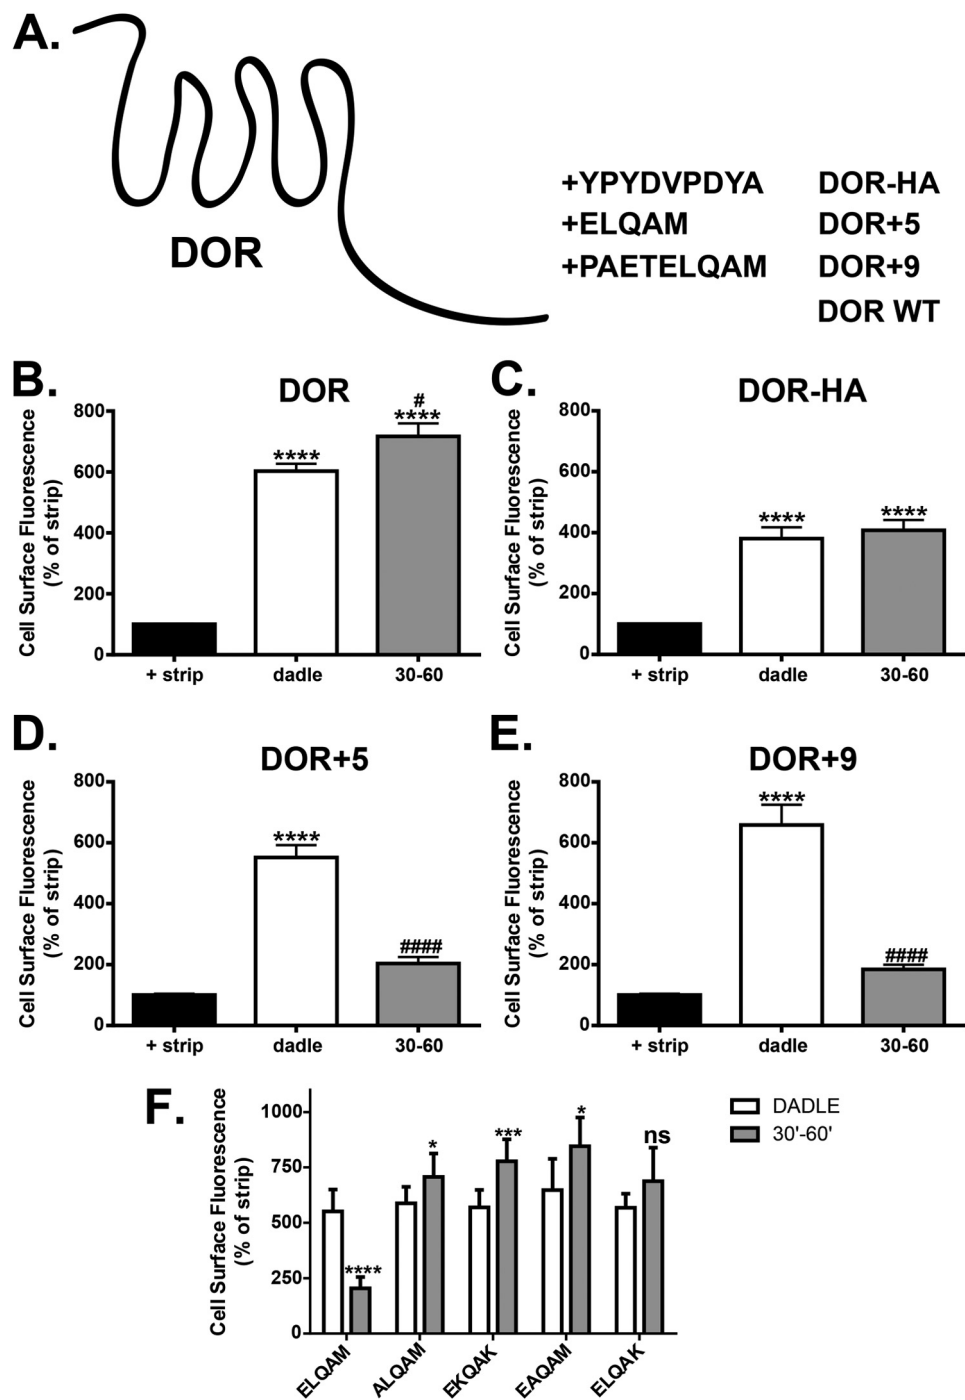 A.
+YPYDVPDYA DOR-HA
+ELQAM DOR+5
+PAETELQAM DOR+9
DOR WT
DOR
B.
DOR
Cell Surface Fluorescence
(% of strip)
800
600
400
200
0
****
#
****
+ strip dadle 30-60
C.
DOR-HA
Cell Surface Fluorescence
(% of strip)
800
600
400
200
0
****
****
+ strip dadle 30-60
D.
DOR+5
Cell Surface Fluorescence
(% of strip)
800
600
400
200
0
****
####
+ strip dadle 30-60
E.
DOR+9
Cell Surface Fluorescence
(% of strip)
800
600
400
200
0
****
####
+ strip dadle 30-60
F.
Cell Surface Fluorescence
(% of strip)
1000
750
500
250
0
****
*
***
*
ns
ELQAM ALQAM EKQAK EAQAM ELQAK
DADLE
30'-60'